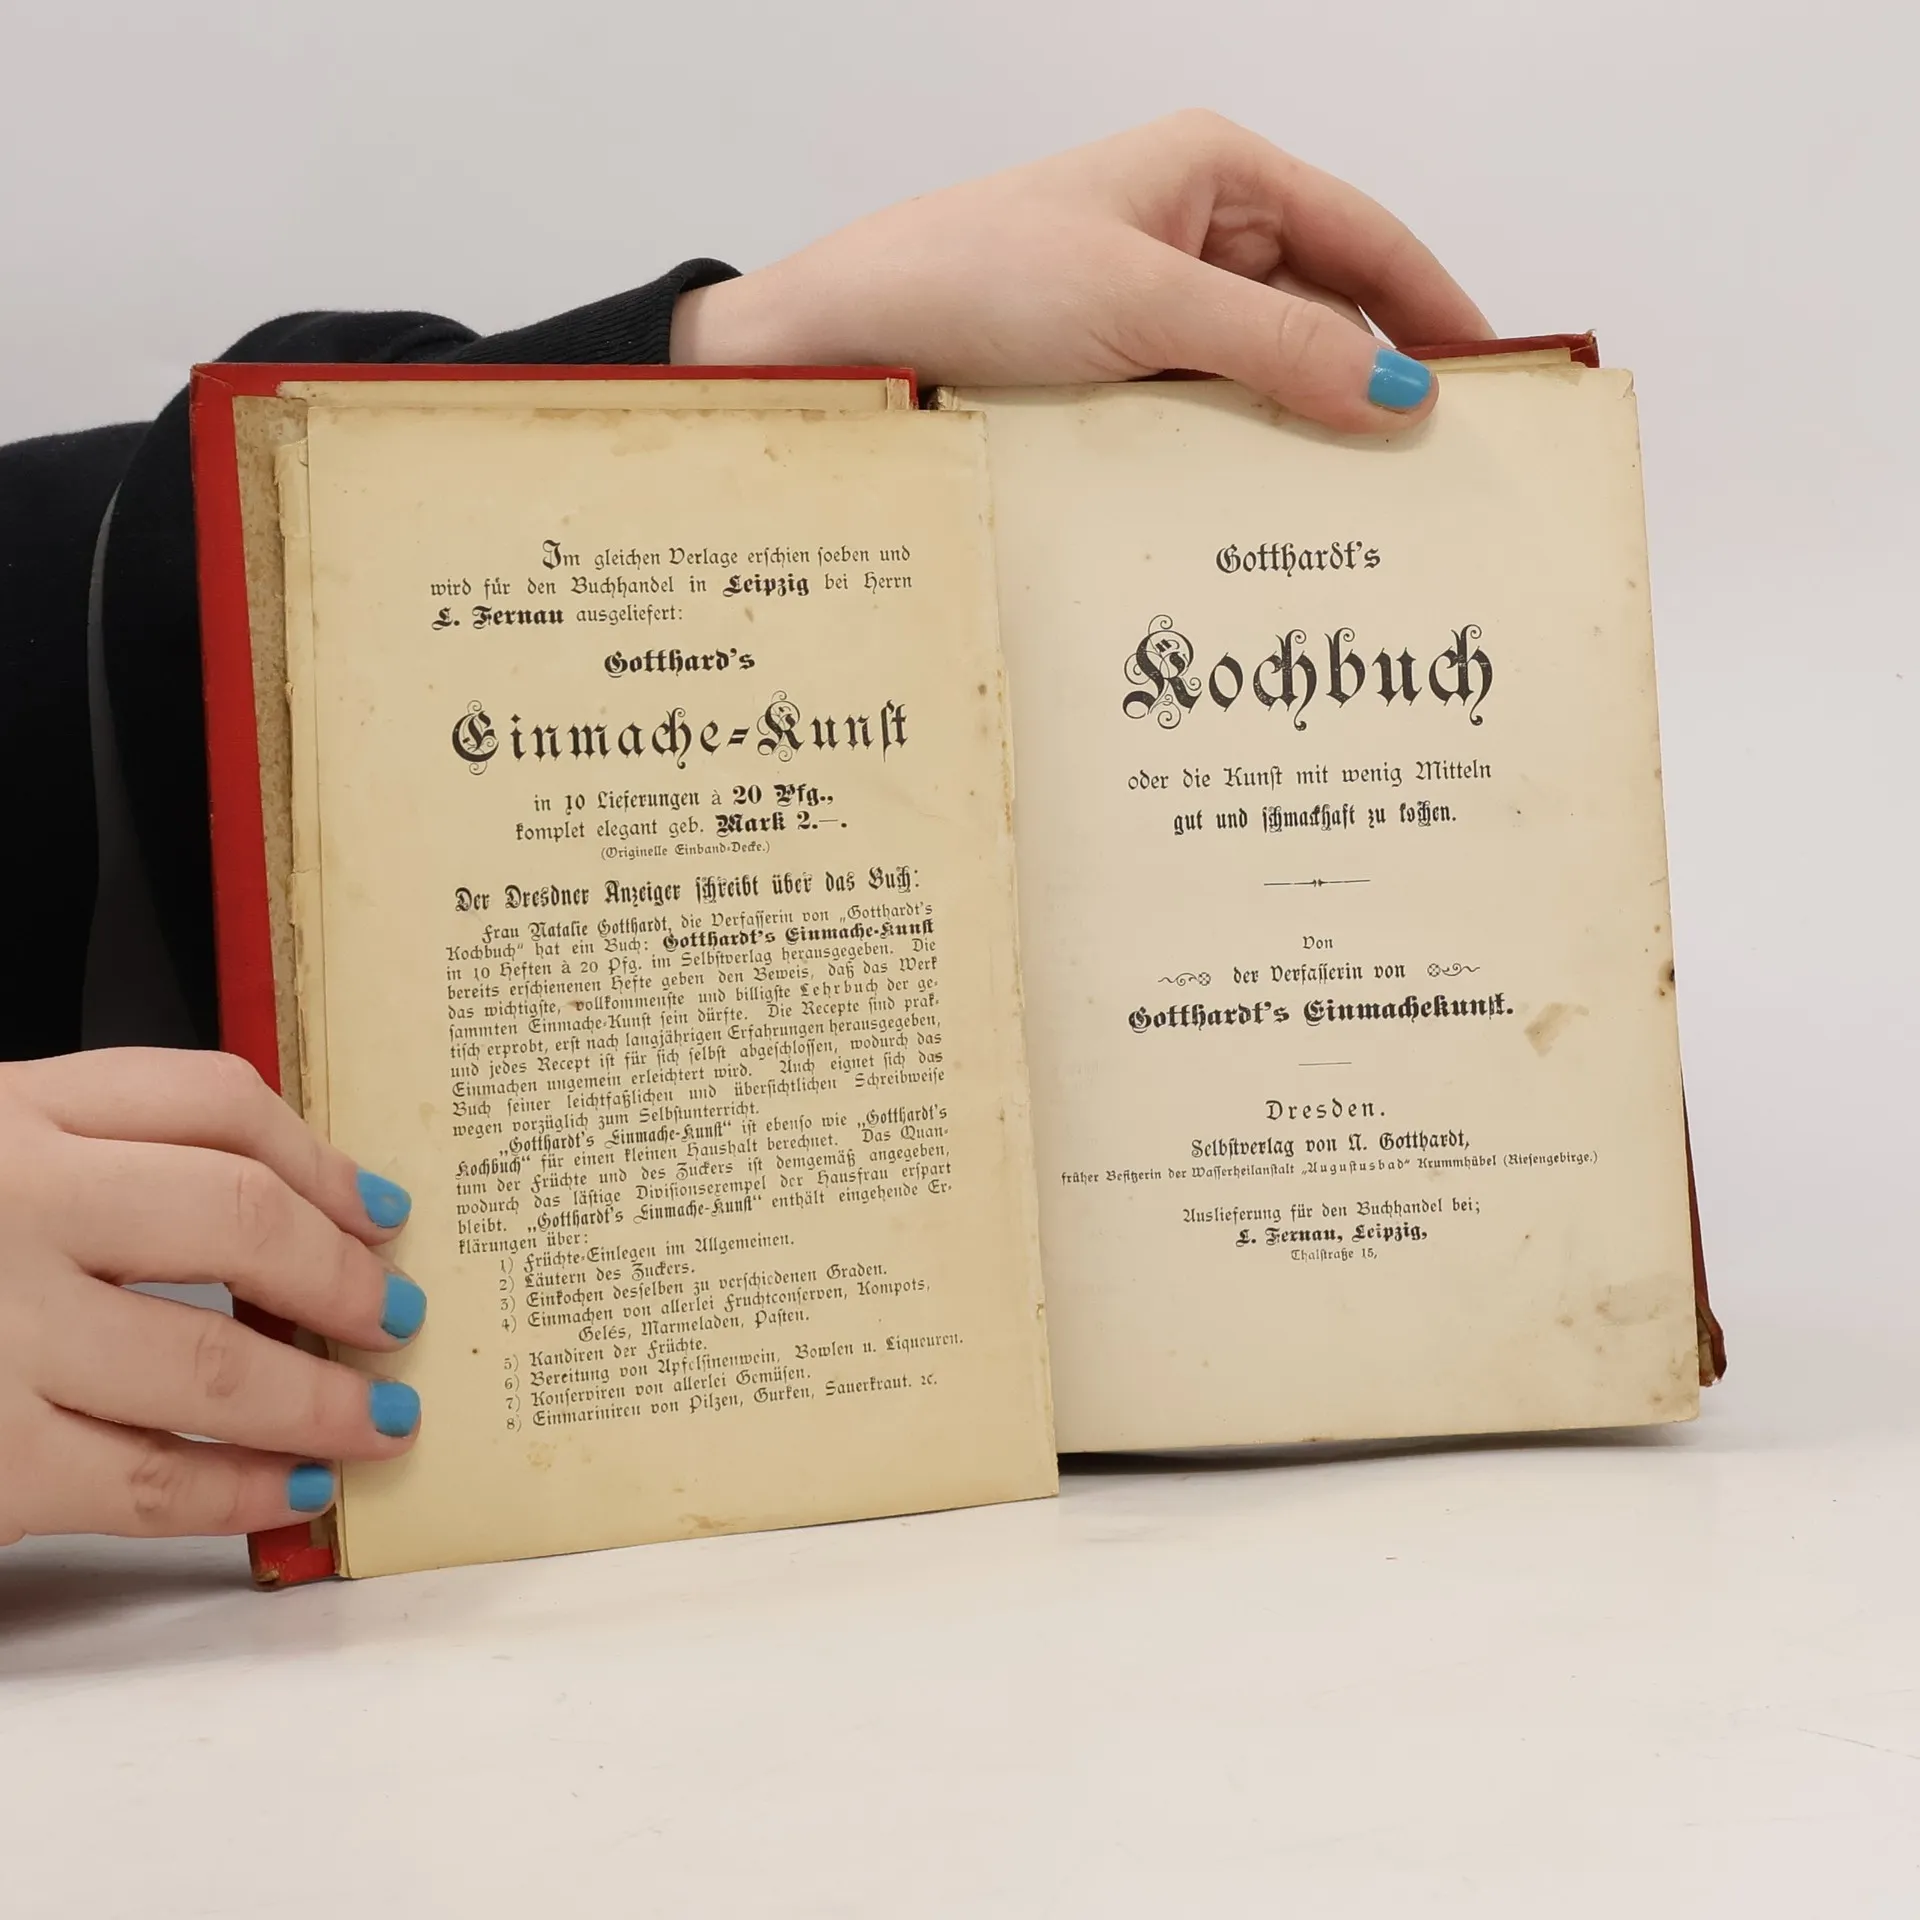 Im gleichen Verlage erschien soeben und
wird für den Buchhandel in Leipzig bei Herrn
L. Fernau ausgeliefert:
Gotthard's
Einmache-Kunst
in 10 Lieferungen à 20 Pfg.,
komplet elegant geb. Mark 2.—.
(Originelle Einband-Decke.)
Der Dresdner Anzeiger schreibt über das Buch:
Frau Natalie Gotthardt, die Verfasserin von „Gotthardt's
Kochbuch“ hat ein Buch: Gotthardt's Einmache-Kunst
in 10 Heften à 20 Pfg. im Selbstverlag herausgegeben. Die
bereits erschienenen Hefte geben den Beweis, daß das Werk
das wichtigste, vollkommenste und billigste Lehrbuch der ge-
sammten Einmache-Kunst sein dürfte. Die Recepte sind prak-
tisch erprobt, erst nach langjährigen Erfahrungen herausgegeben,
und jedes Recept ist für sich selbst abgeschlossen, wodurch das
Einmachen ungemein erleichtert wird. Auch eignet sich das
Buch seiner leichtfaßlichen und übersichtlichen Schreibweise
wegen vorzüglich zum Selbstunterricht.
„Gotthardt's Einmache-Kunst“ ist ebenso wie „Gotthardt's
Kochbuch“ für einen kleinen Haushalt berechnet. Das Quan-
tum der Früchte und des Zuckers ist demgemäß angegeben,
wodurch das lästige Divisionsexempel der Hausfrau erspart
bleibt. „Gotthardt's Einmache-Kunst“ enthält eingehende Er-
klärungen über:
1) Früchte-Einlegen im Allgemeinen.
2) Läutern des Zuckers.
3) Einkochen desselben zu verschiedenen Graden.
4) Einmachen von allerlei Fruchtconserven, Kompots,
Gelés, Marmeladen, Pasten.
5) Kandiren der Früchte.
6) Bereitung von Apfelsinenwein, Bowlen u. Liqueuren.
7) Konserviren von allerlei Gemüsen.
8) Einmariniren von Pilzen, Gurken, Sauerkraut. ꝛc.
Gotthardt's
Kochbuch
oder die Kunst mit wenig Mitteln
gut und schmackhaft zu kochen.
Von
der Verfasserin von
Gotthardt's Einmachekunst.
Dresden.
Selbstverlag von N. Gotthardt,
früher Besitzerin der Wasserheilanstalt „Augustusbad“ Krummhübel (Riesengebirge.)
Auslieferung für den Buchhandel bei;
L. Fernau, Leipzig,
Thalstraße 15,